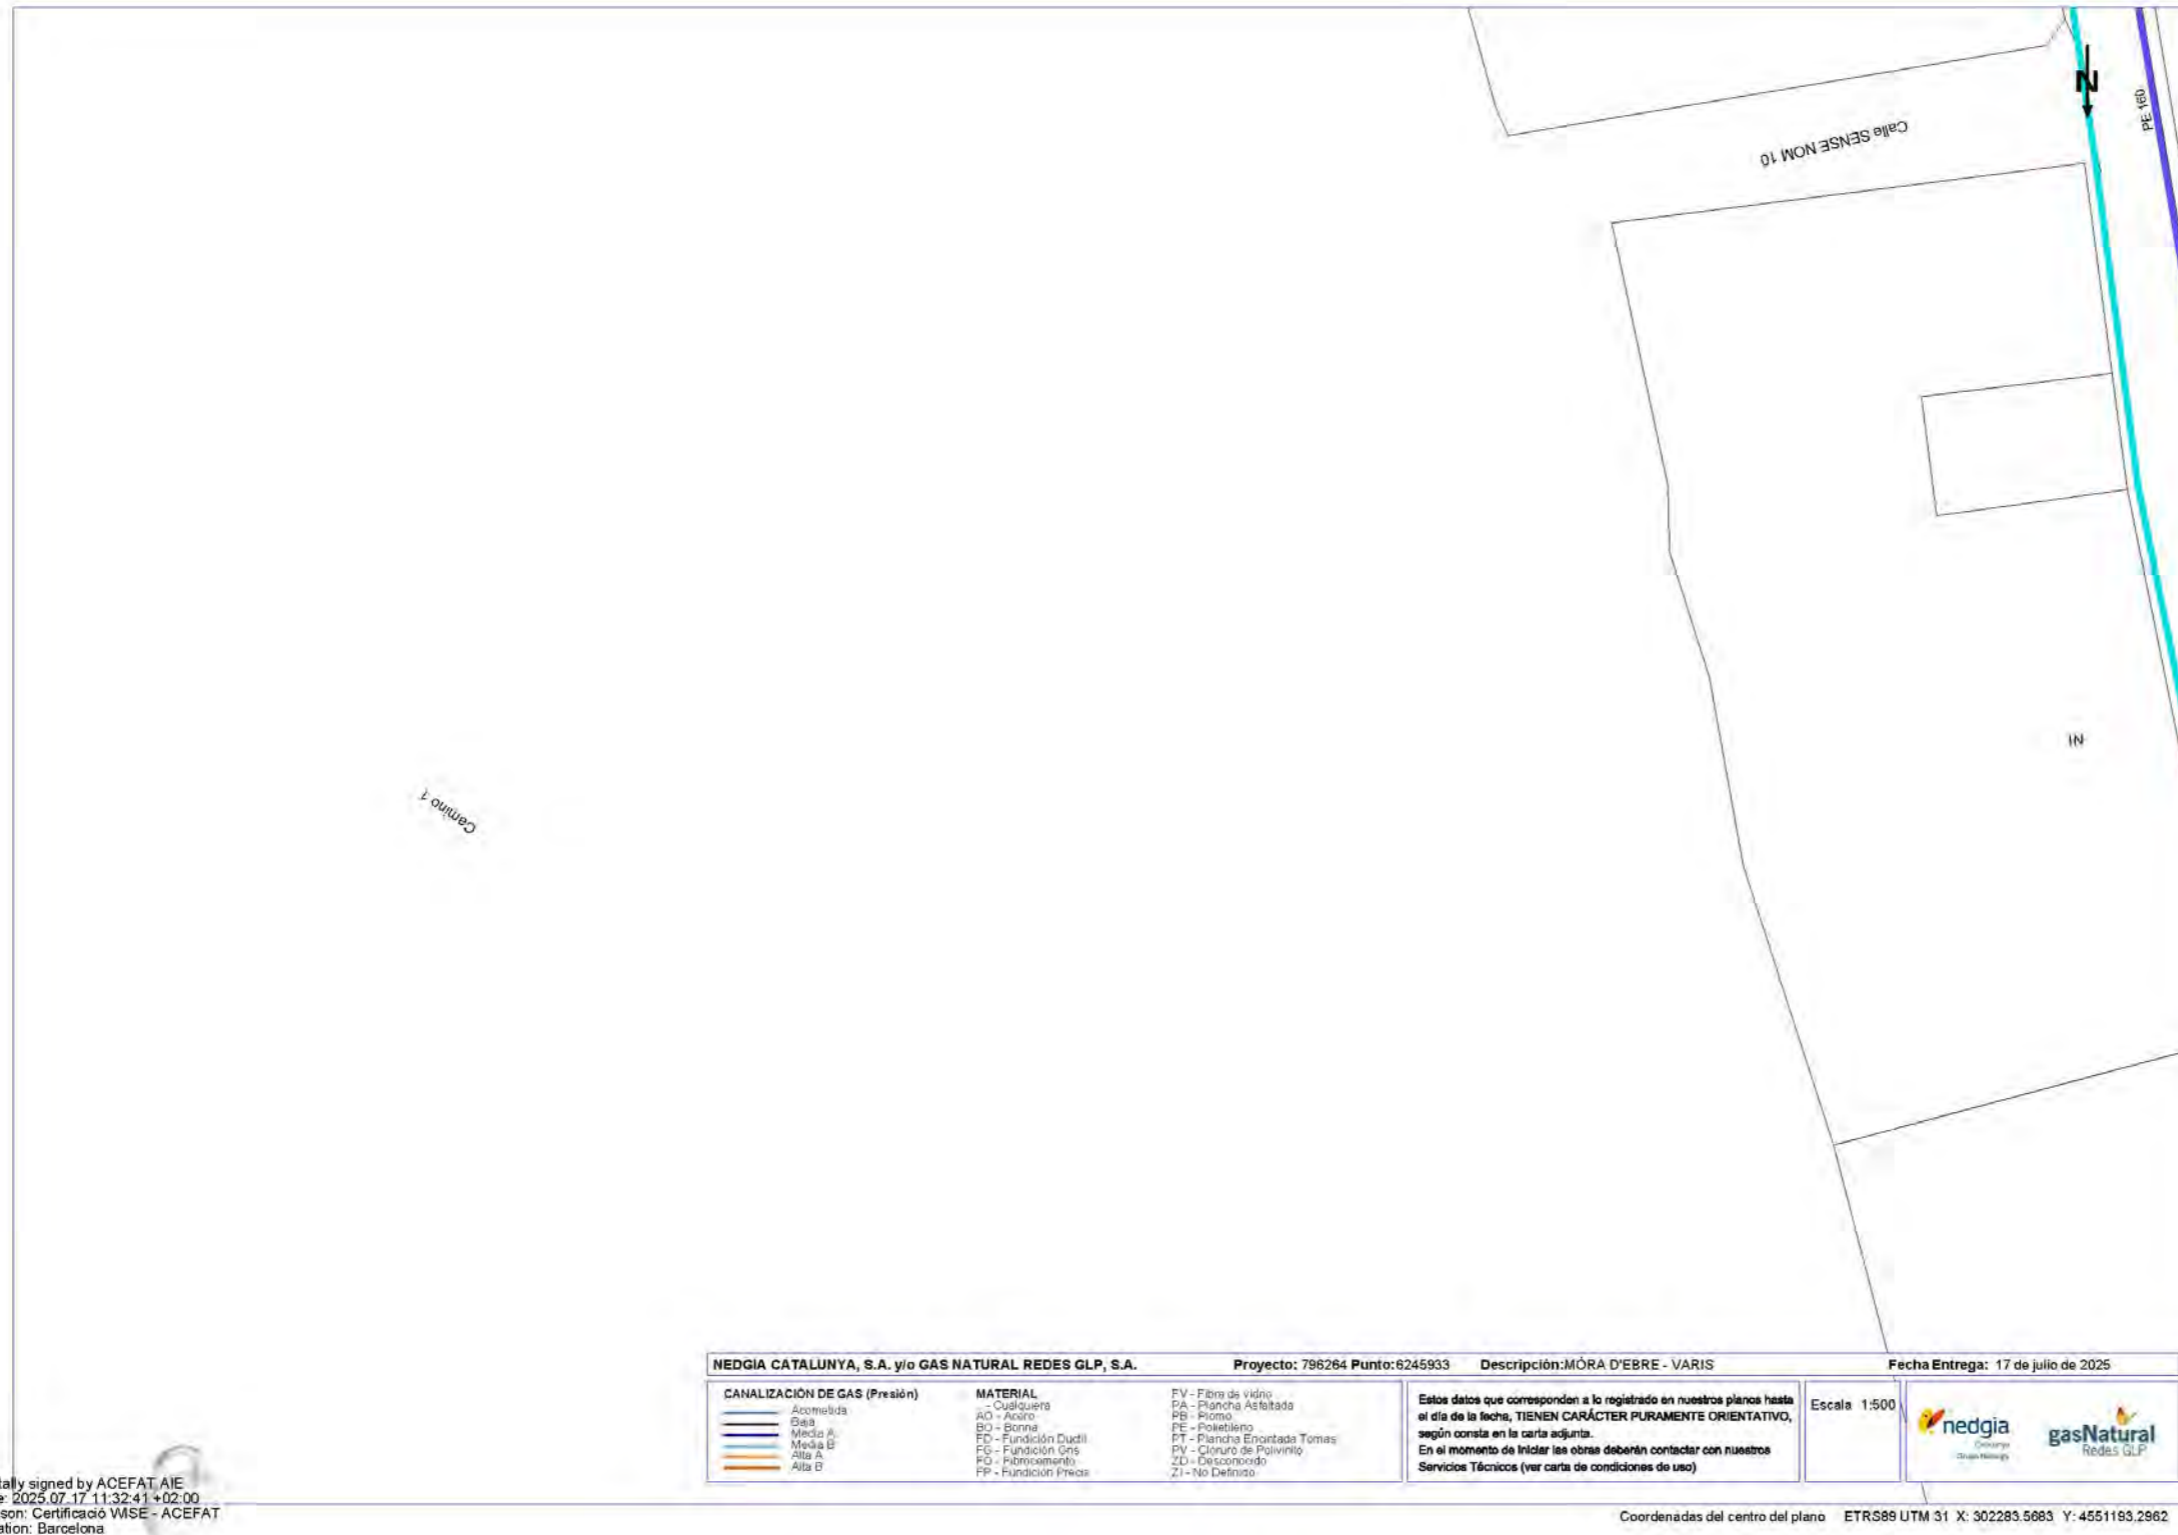 N
PE 160
Calle SENSE NOM 10
IN
Camino 1
NEDGIA CATALUNYA, S.A. y/o GAS NATURAL REDES GLP, S.A. Proyecto: 796264 Punto:6245933 Descripción:MÓRA D'EBRE - VARIS Fecha Entrega: 17 de julio de 2025
CANALIZACIÓN DE GAS (Presión)
Acometida
Baja
Media A
Media B
Alta A
Alta B
MATERIAL
- Cualquiera
AO - Acero
BO - Bonna
FD - Fundición Ductil
FG - Fundición Gris
FO - Fibrocemento
FP - Fundición Precis
FV - Fibra de vidrio
PA - Plancha Asfaltada
PB - Plomo
PE - Polietileno
PT - Plancha Encintada Tomas
PV - Cloruro de Polivinilo
ZD - Desconocido
ZI - No Definido
Estos datos que corresponden a lo registrado en nuestros planos hasta
el día de la fecha, TIENEN CARÁCTER PURAMENTE ORIENTATIVO,
según consta en la carta adjunta.
En el momento de iniciar las obras deberán contactar con nuestros
Servicios Técnicos (ver carta de condiciones de uso)
Escala 1:500
nedgia
Catalunya
Grupo Naturgy
gasNatural
Redes GLP
tally signed by ACEFAT AIE
e: 2025.07.17 11:32:41 +02:00
son: Certificació WISE - ACEFAT
ation: Barcelona
Coordenadas del centro del plano ETRS89 UTM 31 X: 302283.5683 Y: 4551193.2962